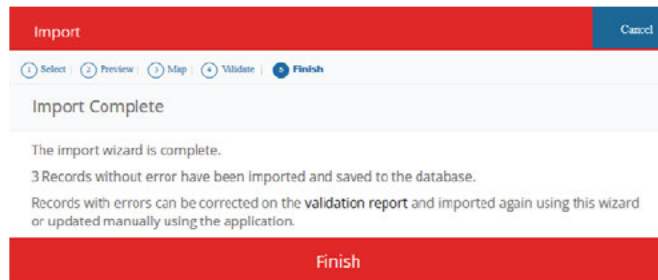 Import
Cancel
1 Select | 2 Preview | 3 Map | 4 Validate | 5 Finish
Import Complete
The import wizard is complete.
3 Records without error have been imported and saved to the database.
Records with errors can be corrected on the validation report and imported again using this wizard
or updated manually using the application.
Finish